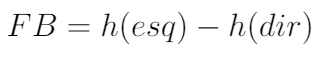 FB = h(esq) − h(dir)